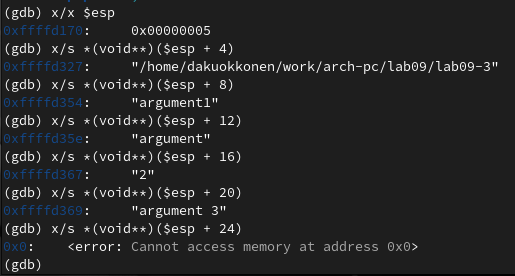 (gdb) x/x $esp
0xffffd170:     0x00000005
(gdb) x/s *(void**)($esp + 4)
0xffffd327:     "/home/dakuokkonen/work/arch-pc/lab09/lab09-3"
(gdb) x/s *(void**)($esp + 8)
0xffffd354:     "argument1"
(gdb) x/s *(void**)($esp + 12)
0xffffd35e:     "argument"
(gdb) x/s *(void**)($esp + 16)
0xffffd367:     "2"
(gdb) x/s *(void**)($esp + 20)
0xffffd369:     "argument 3"
(gdb) x/s *(void**)($esp + 24)
0x0:    <error: Cannot access memory at address 0x0>
(gdb)